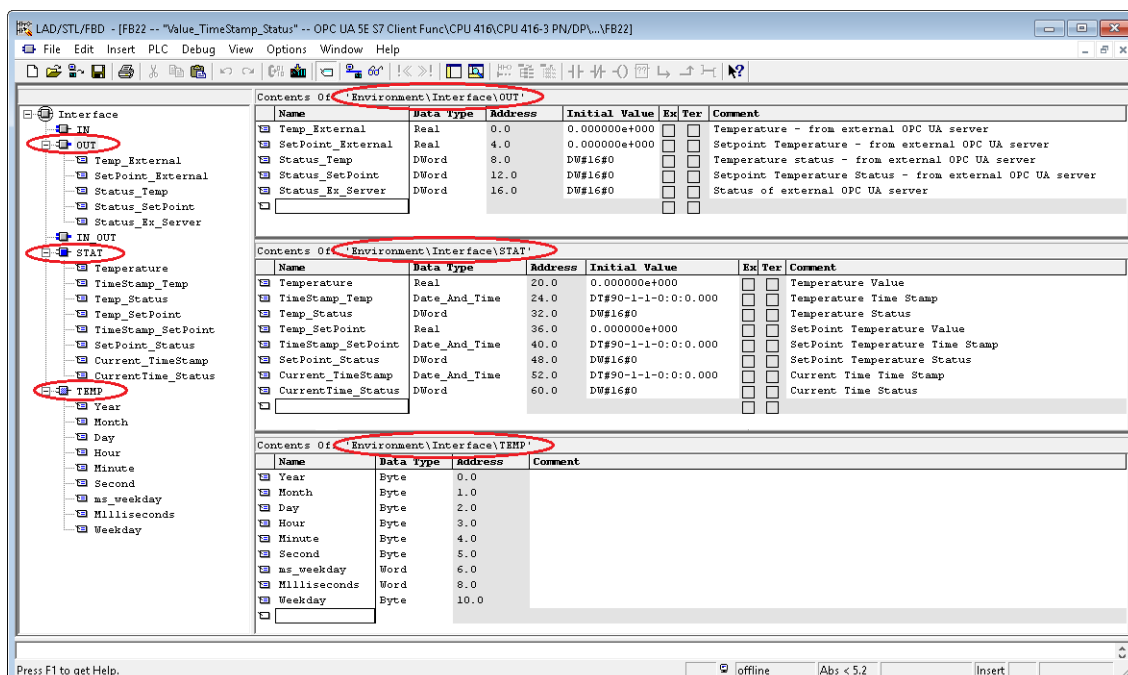 LAD/STL/FBD - [FB22 -- "Value_TimeStamp_Status" -- OPC UA 5E S7 Client Func\CPU 416\CPU 416-3 PN/DP\...\FB22]
File Edit Insert PLC Debug View Options Window Help
Interface
IN
OUT
Temp_External
SetPoint_External
Status_Temp
Status_SetPoint
Status_Ex_Server
IN_OUT
STAT
Temperature
TimeStamp_Temp
Temp_Status
Temp_SetPoint
TimeStamp_SetPoint
SetPoint_Status
Current_TimeStamp
CurrentTime_Status
TEMP
Year
Month
Day
Hour
Minute
Second
ms_weekday
M1lliseconds
Weekday
Contents Of: 'Environment\Interface\OUT'
Name Data Type Address Initial Value Ex Ter Comment
Temp_External Real 0.0 0.000000e+000 Temperature - from external OPC UA server
SetPoint_External Real 4.0 0.000000e+000 Setpoint Temperature - from external OPC UA server
Status_Temp DWord 8.0 DW#16#0 Temperature status - from external OPC UA server
Status_SetPoint DWord 12.0 DW#16#0 Setpoint Temperature Status - from external OPC UA server
Status_Ex_Server DWord 16.0 DW#16#0 Status of external OPC UA server
Contents Of: 'Environment\Interface\STAT'
Name Data Type Address Initial Value Ex Ter Comment
Temperature Real 20.0 0.000000e+000 Temperature Value
TimeStamp_Temp Date_And_Time 24.0 DT#90-1-1-0:0:0.000 Temperature Time Stamp
Temp_Status DWord 32.0 DW#16#0 Temperature Status
Temp_SetPoint Real 36.0 0.000000e+000 SetPoint Temperature Value
TimeStamp_SetPoint Date_And_Time 40.0 DT#90-1-1-0:0:0.000 SetPoint Temperature Time Stamp
SetPoint_Status DWord 48.0 DW#16#0 SetPoint Temperature Status
Current_TimeStamp Date_And_Time 52.0 DT#90-1-1-0:0:0.000 Current Time Time Stamp
CurrentTime_Status DWord 60.0 DW#16#0 Current Time Status
Contents Of: 'Environment\Interface\TEMP'
Name Data Type Address Comment
Year Byte 0.0
Month Byte 1.0
Day Byte 2.0
Hour Byte 3.0
Minute Byte 4.0
Second Byte 5.0
ms_weekday Word 6.0
M1lliseconds Word 8.0
Weekday Byte 10.0
Press F1 to get Help. offline Abs < 5.2 Insert